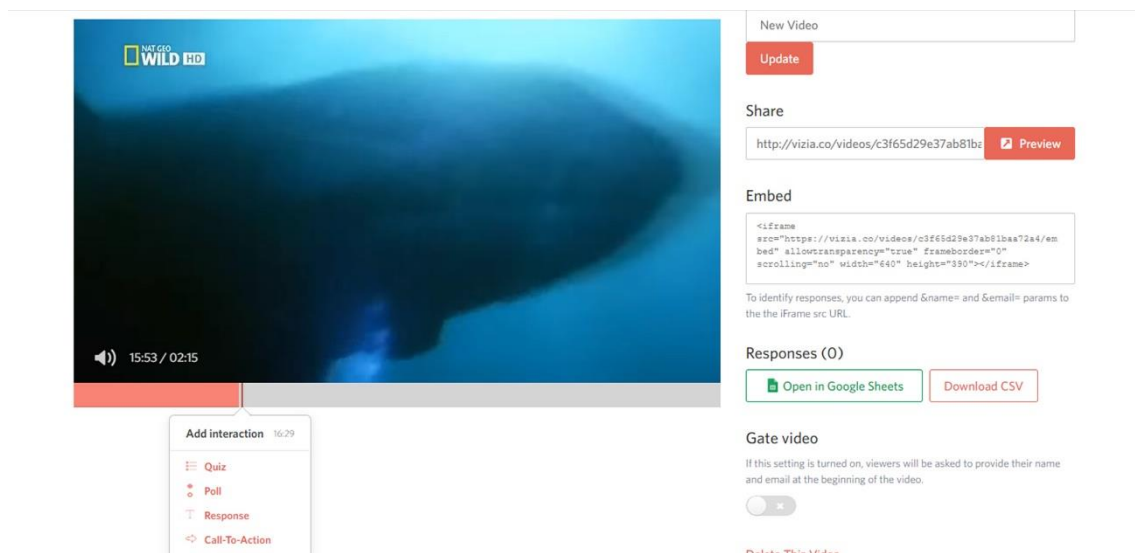 NAT GEO
WILD HD
15:53 / 02:15
Add interaction 16:29
Quiz
Poll
Response
Call-To-Action
New Video
Update
Share
http://vizia.co/videos/c3f65d29e37ab81ba
Preview
Embed
<iframe
src="https://vizia.co/videos/c3f65d29e37ab81baa72a4/em
bed" allowtransparency="true" frameborder="0"
scrolling="no" width="640" height="390"></iframe>
To identify responses, you can append &name= and &email= params to
the the iFrame src URL.
Responses (0)
Open in Google Sheets
Download CSV
Gate video
If this setting is turned on, viewers will be asked to provide their name
and email at the beginning of the video.
Delete This Video